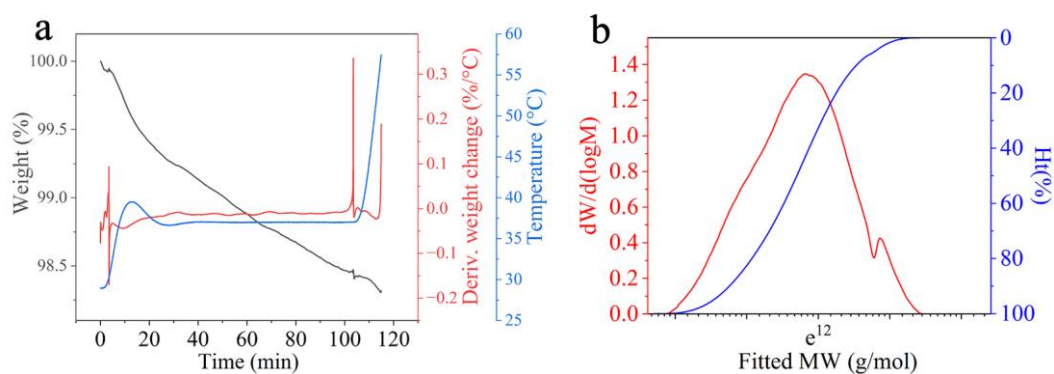 a
100.0
99.5
99.0
98.5
Weight (%)
0 20 40 60 80 100 120
Time (min)
0.3
0.2
0.1
0.0
−0.1
−0.2
Deriv. weight change (%/°C)
60
55
50
45
40
35
30
25
Temperature (°C)
b
1.4
1.2
1.0
0.8
0.6
0.4
0.2
0.0
dW/d(logM)
e¹²
Fitted MW (g/mol)
0
20
40
60
80
100
Ht(%)